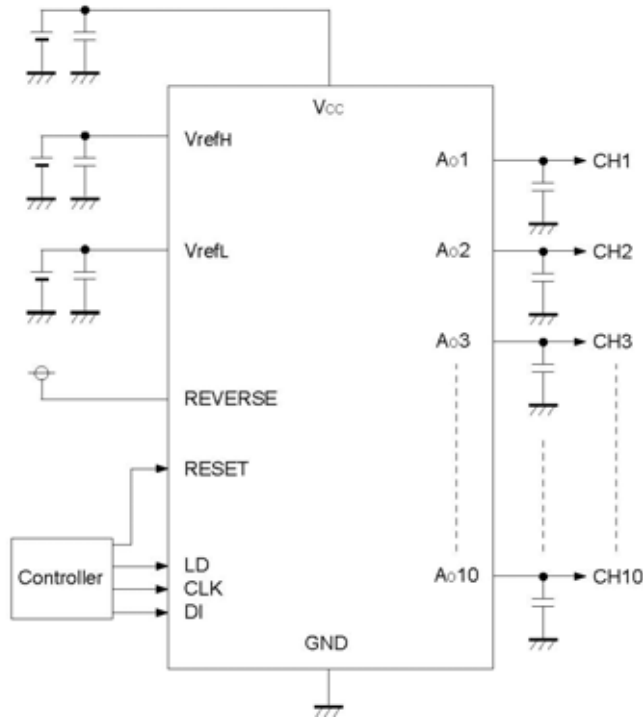 Vcc
VrefH
Ao1
CH1
VrefL
Ao2
CH2
Ao3
CH3
REVERSE
RESET
Controller
LD
CLK
DI
Ao10
CH10
GND